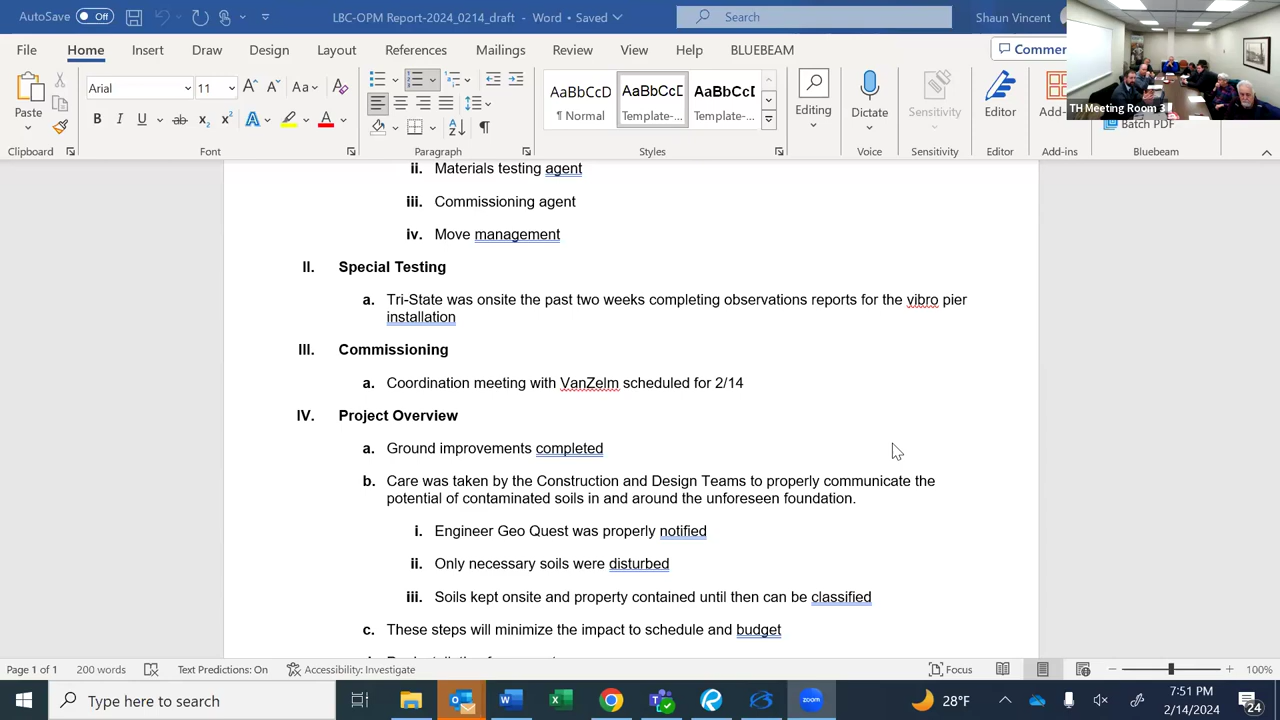 AutoSave Off
LBC-OPM Report-2024_0214_draft - Word • Saved
Search
Shaun Vincent
File Home Insert Draw Design Layout References Mailings Review View Help BLUEBEAM
TH Meeting Room 3
Paste
Clipboard
Arial 11
Font
Paragraph
AaBbCcD ¶ Normal
AaBbCcD Template-...
Template-...
Styles
Editing
Dictate
Voice
Sensitivity
Sensitivity
Editor
Editor
Add-ins
Batch PDF
Bluebeam
ii. Materials testing agent
iii. Commissioning agent
iv. Move management
II. Special Testing
a. Tri-State was onsite the past two weeks completing observations reports for the vibro pier
installation
III. Commissioning
a. Coordination meeting with VanZelm scheduled for 2/14
IV. Project Overview
a. Ground improvements completed
b. Care was taken by the Construction and Design Teams to properly communicate the
potential of contaminated soils in and around the unforeseen foundation.
i. Engineer Geo Quest was properly notified
ii. Only necessary soils were disturbed
iii. Soils kept onsite and property contained until then can be classified
c. These steps will minimize the impact to schedule and budget
Page 1 of 1 200 words Text Predictions: On Accessibility: Investigate Focus 100%
Type here to search
zoom
28°F
7:51 PM
2/14/2024
24